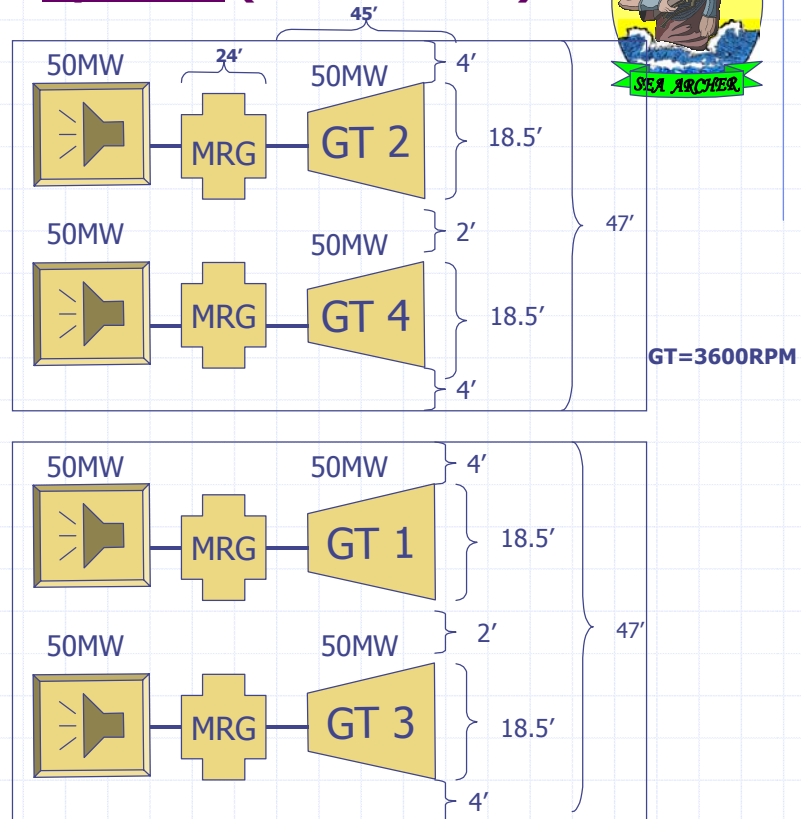 45′
50MW
24′
50MW
4′
SEA ARCHER
MRG
GT 2
18.5′
50MW
50MW
2′
47′
MRG
GT 4
18.5′
GT=3600RPM
4′
50MW
50MW
4′
MRG
GT 1
18.5′
50MW
50MW
2′
47′
MRG
GT 3
18.5′
4′